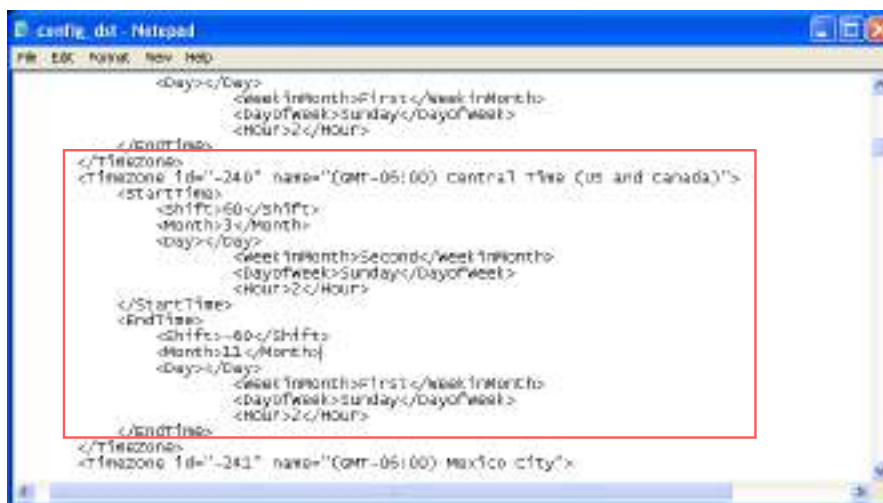 config_dst - Notepad
File Edit Format View Help
<Day></Day>
<WeekinMonth>First</WeekinMonth>
<DayofWeek>Sunday</DayofWeek>
<Hour>2</Hour>
</EndTime>
</Timezone>
<Timezone id="-240" name="(GMT-06:00) Central Time (US and Canada)">
<StartTime>
<Shift>60</Shift>
<Month>3</Month>
<Day></Day>
<WeekinMonth>Second</WeekinMonth>
<DayofWeek>Sunday</DayofWeek>
<Hour>2</Hour>
</StartTime>
<EndTime>
<Shift>-60</Shift>
<Month>11</Month>
<Day></Day>
<WeekinMonth>First</WeekinMonth>
<DayofWeek>Sunday</DayofWeek>
<Hour>2</Hour>
</EndTime>
</Timezone>
<Timezone id="-241" name="(GMT-06:00) Mexico City">